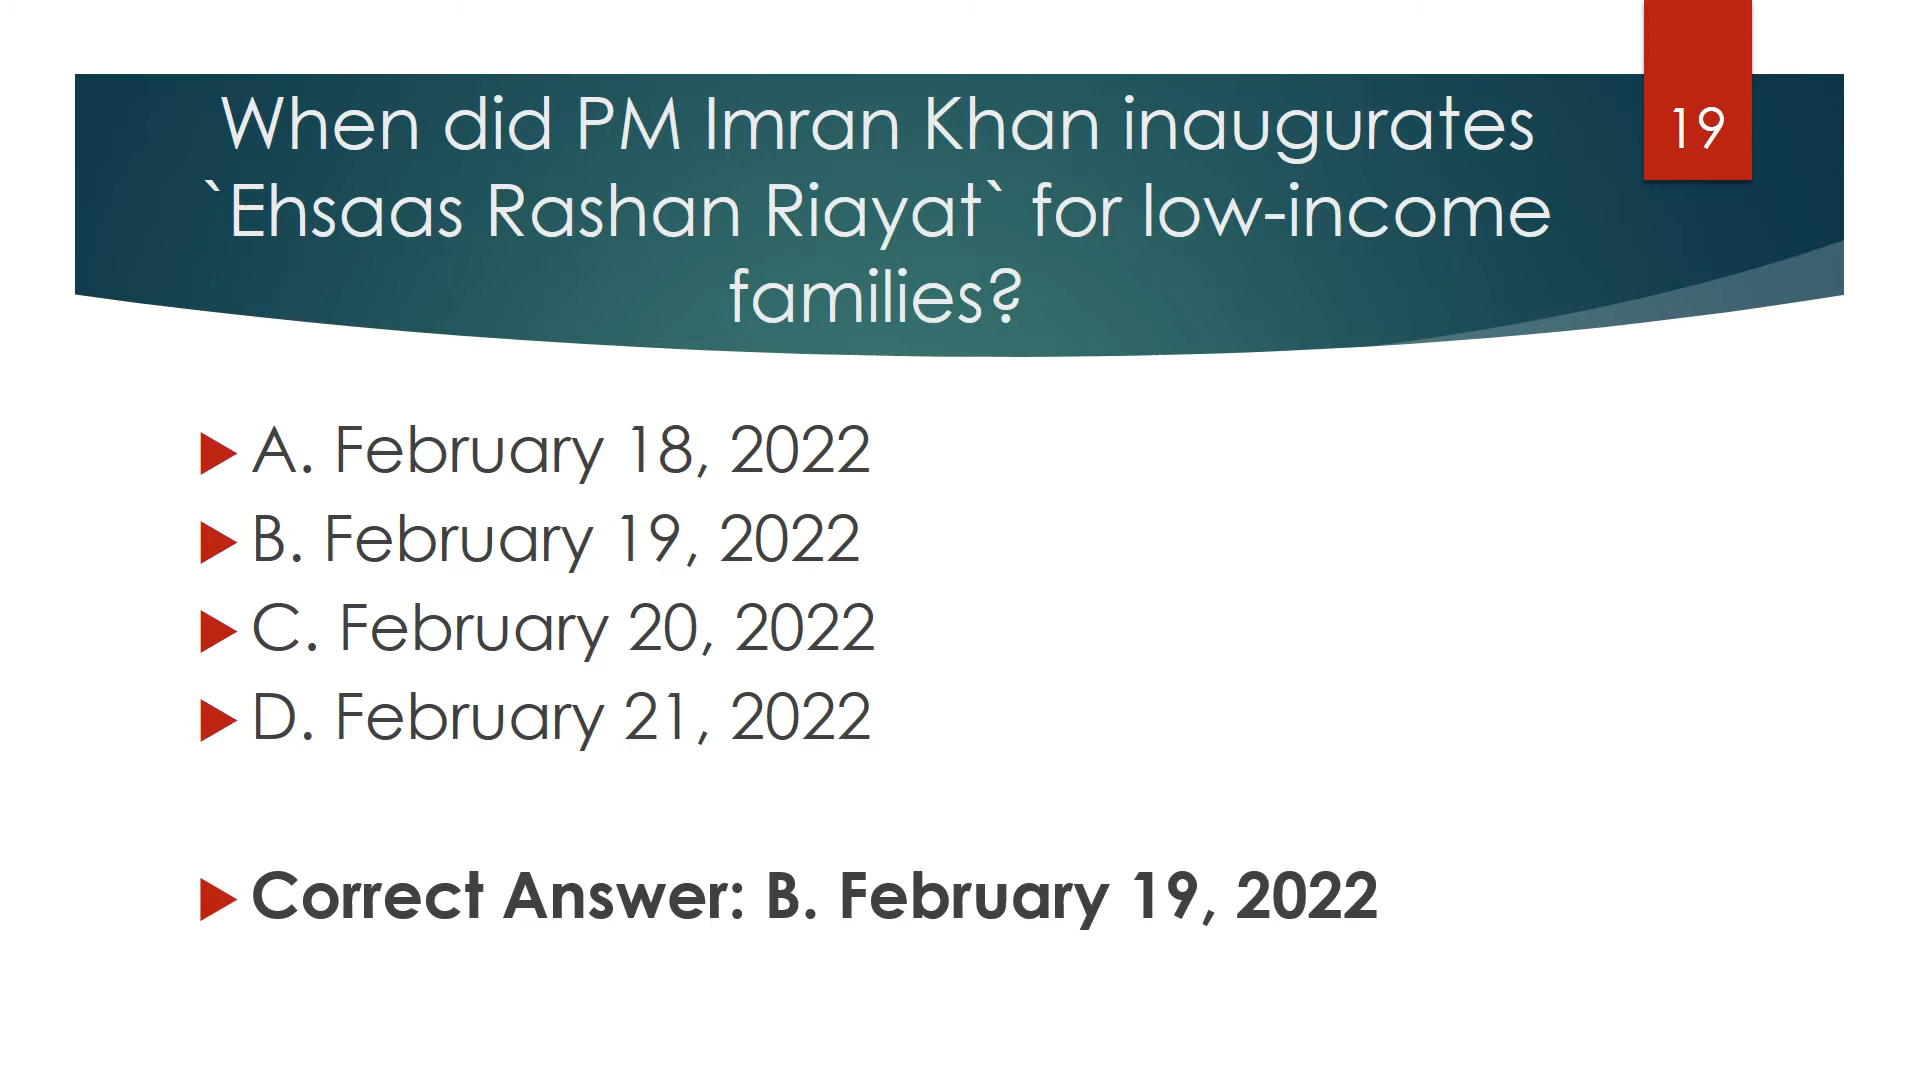 19
When did PM Imran Khan inaugurates
`Ehsaas Rashan Riayat` for low-income
families?
A. February 18, 2022
B. February 19, 2022
C. February 20, 2022
D. February 21, 2022
Correct Answer: B. February 19, 2022